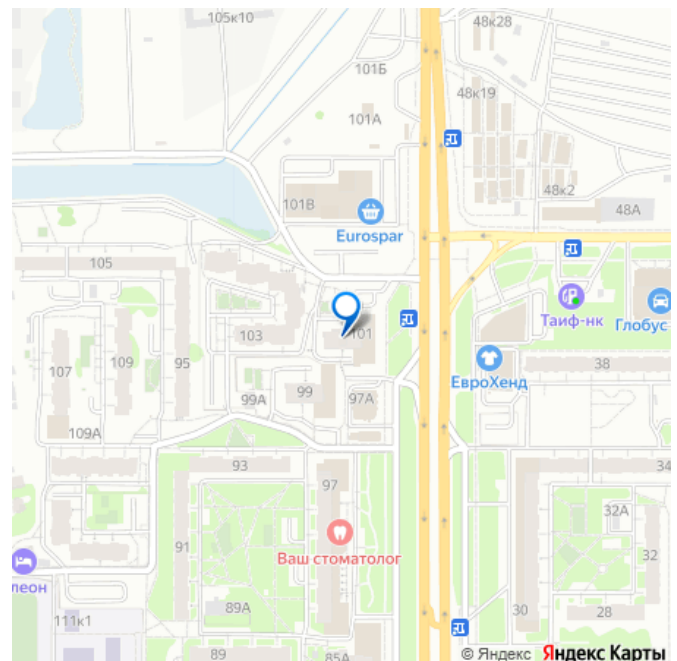 105к10
48к28
101Б
48к19
101А
101В
48к2
48А
Eurospar
105
103
101
Таиф-нк
Глобус
ЕвроХенд
38
107
109
95
99
99А
97А
109А
93
97
34
32А
91
Ваш стоматолог
32
леон
89А
30
28
111к1
89
85А
© Яндекс Яндекс Карты